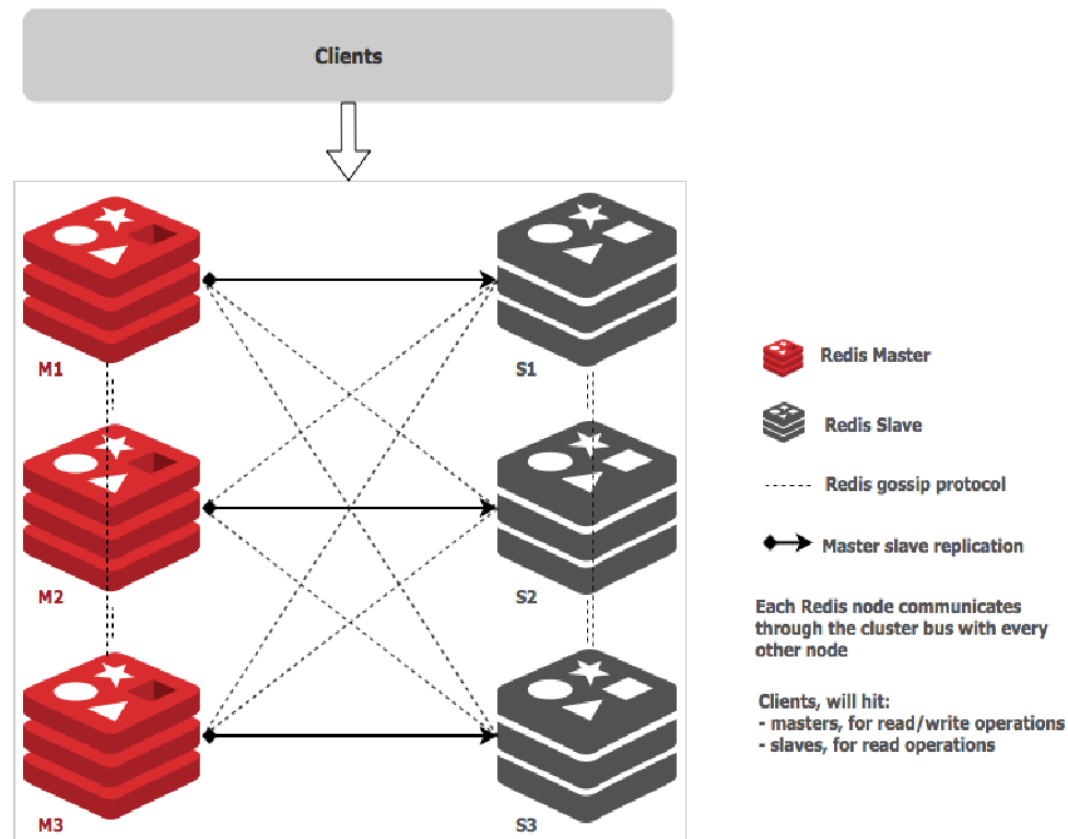 Clients
M1
S1
M2
S2
M3
S3
Redis Master
Redis Slave
Redis gossip protocol
Master slave replication
Each Redis node communicates
through the cluster bus with every
other node
Clients, will hit:
- masters, for read/write operations
- slaves, for read operations